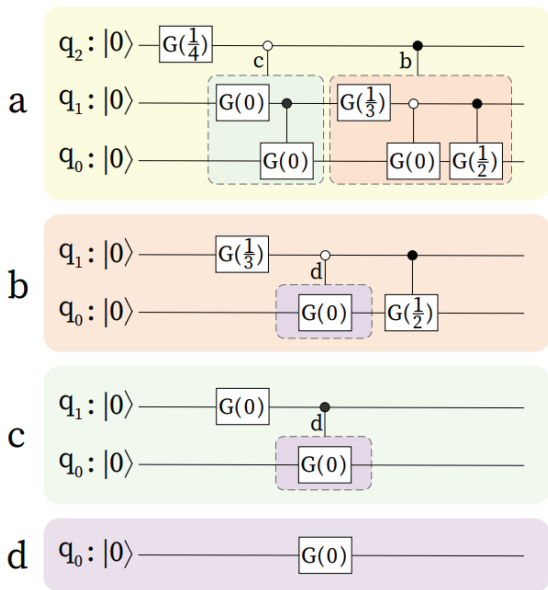 a
q₂: |0⟩ G(1/4) c b
q₁: |0⟩ G(0) G(1/3)
q₀: |0⟩ G(0) G(0) G(1/2)
b
q₁: |0⟩ G(1/3) d
q₀: |0⟩ G(0) G(1/2)
c
q₁: |0⟩ G(0) d
q₀: |0⟩ G(0)
d
q₀: |0⟩ G(0)